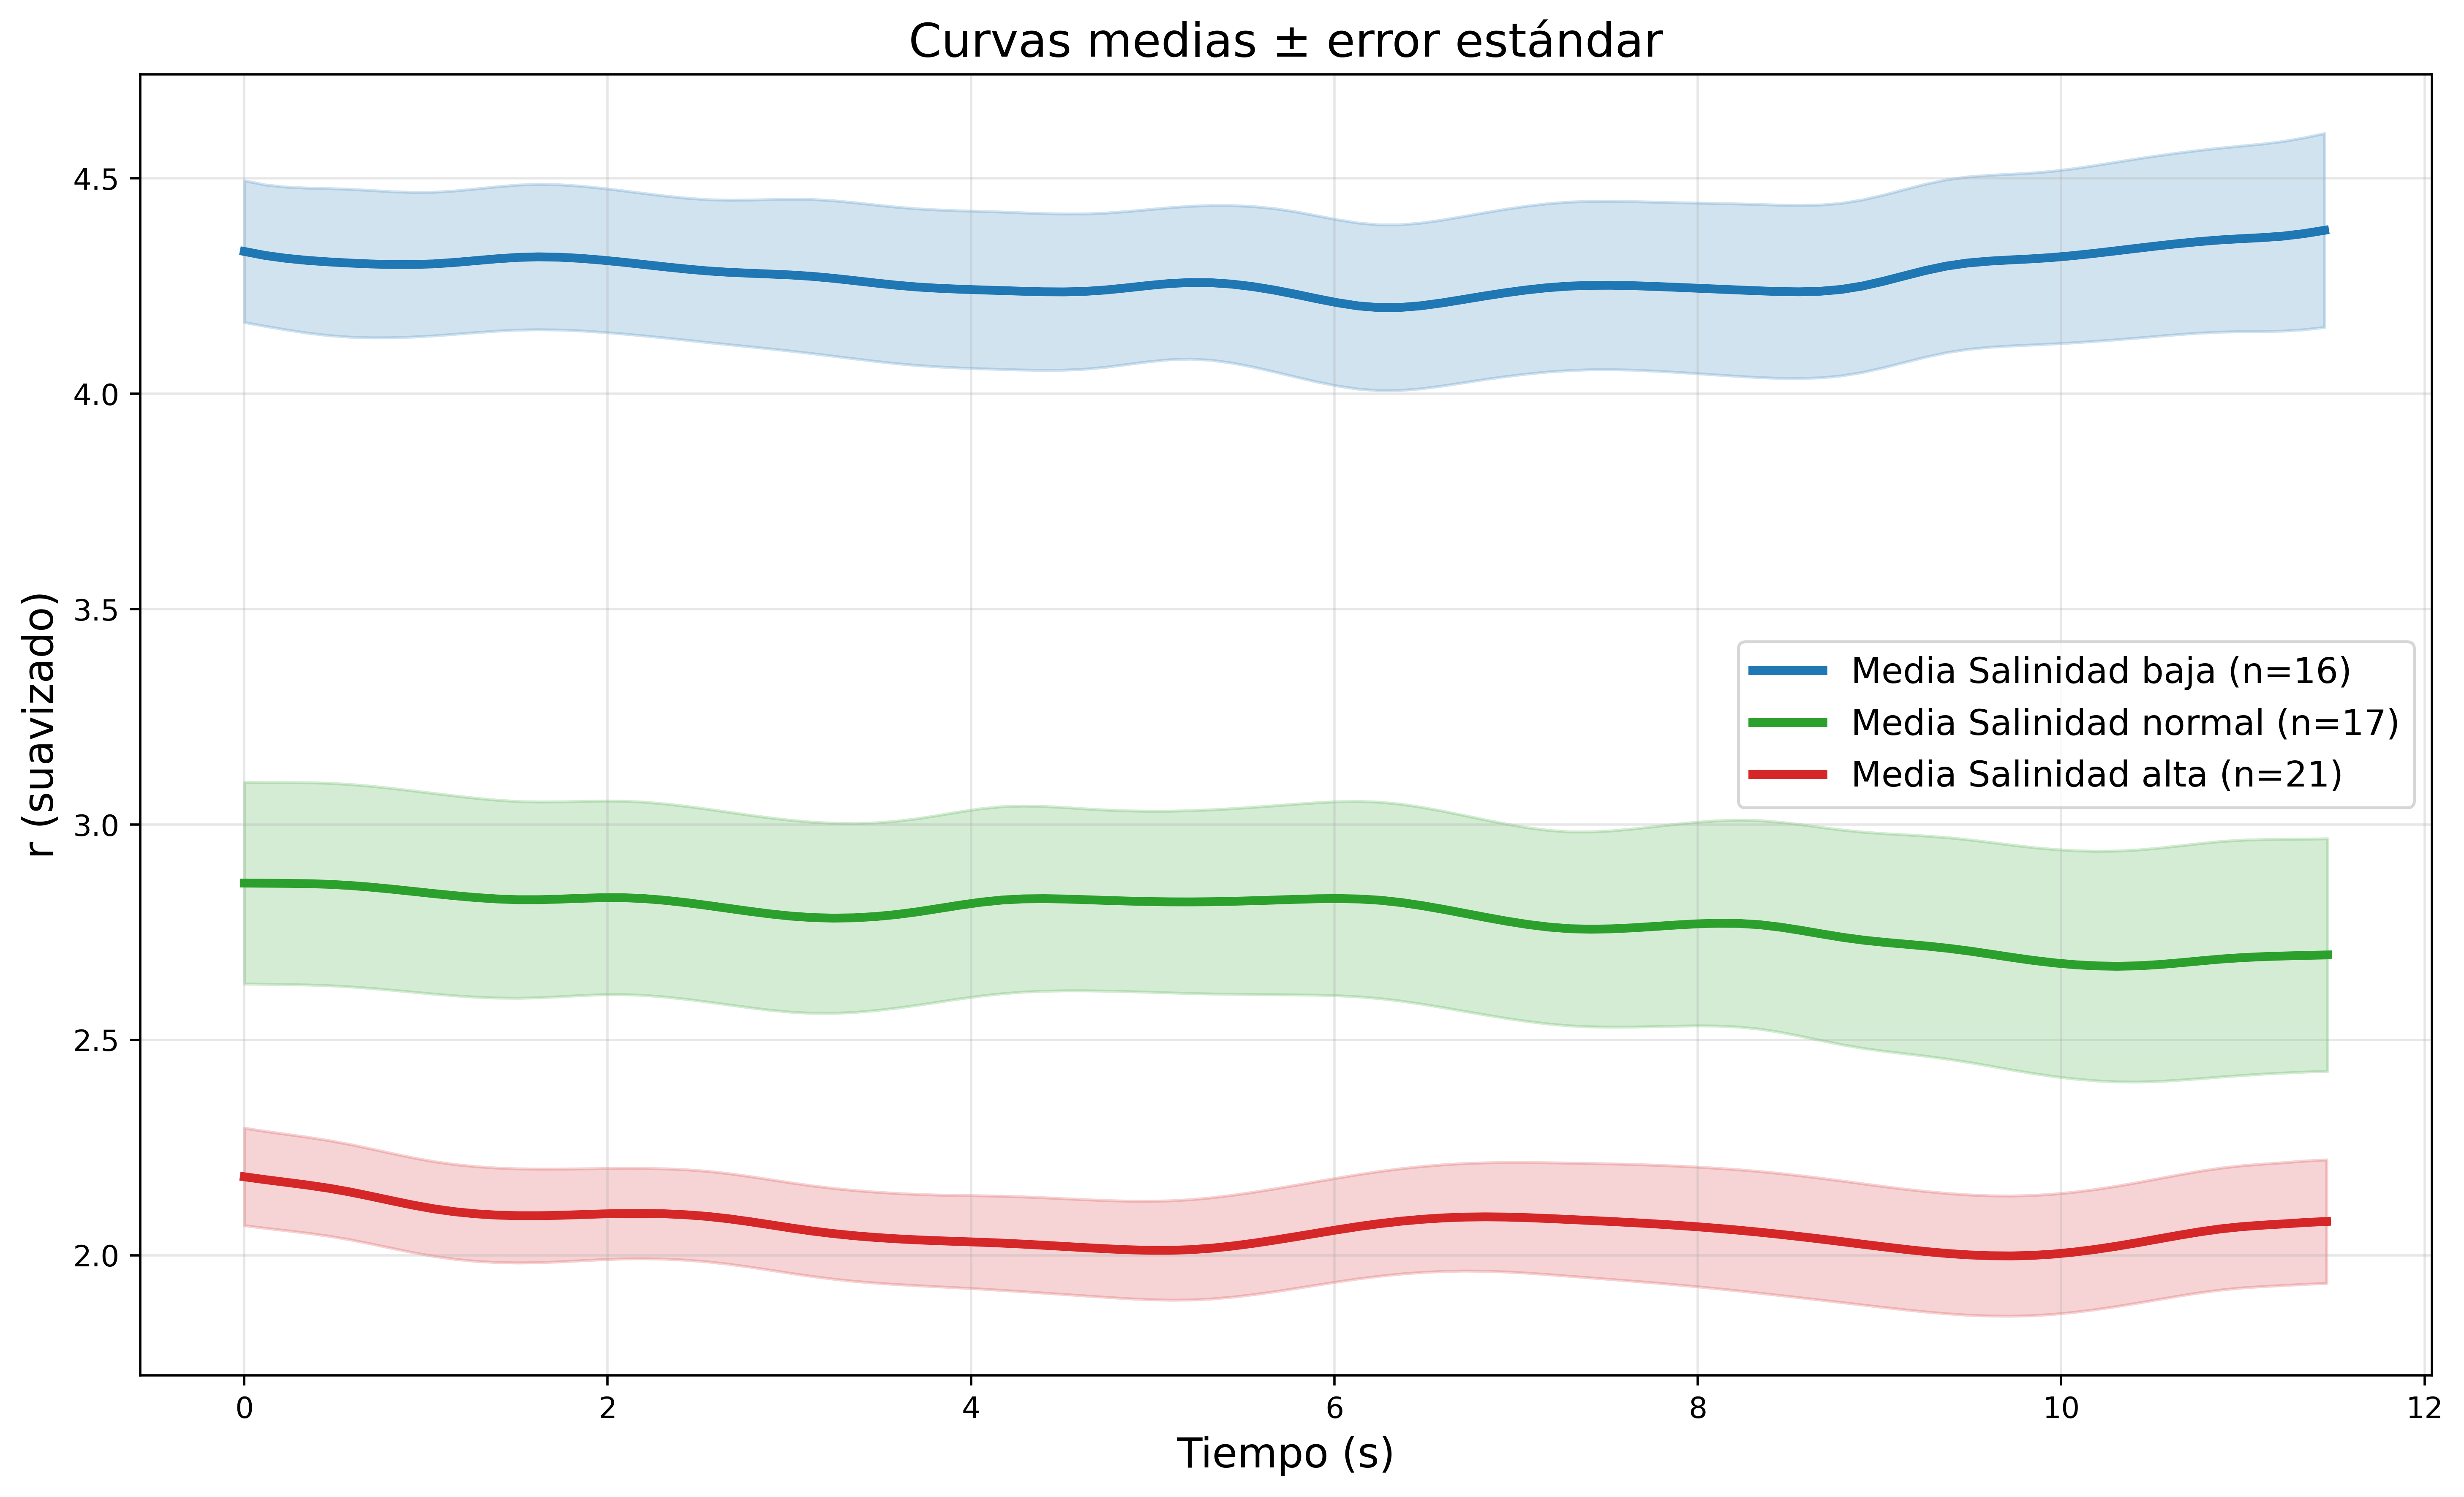 Curvas medias ± error estándar
r (suavizado)
4.5
4.0
3.5
3.0
2.5
2.0
Media Salinidad baja (n=16)
Media Salinidad normal (n=17)
Media Salinidad alta (n=21)
0 2 4 6 8 10 12
Tiempo (s)